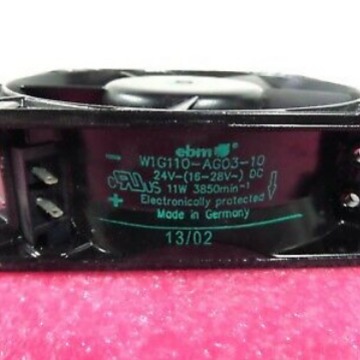 ebm
W1G110-AG03-10
24V⎓(16-28V⎓) DC
11W 3850min⁻¹
Electronically protected
Made in Germany
13/02